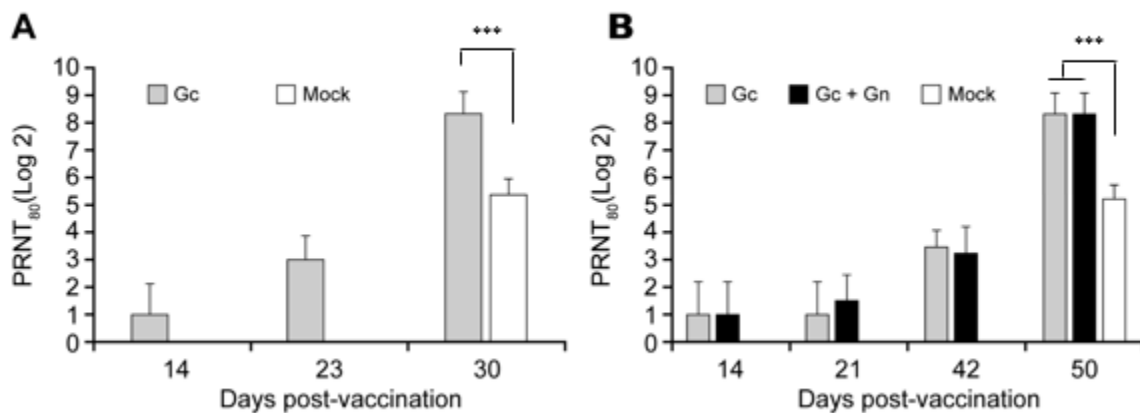 A
***
10
9
8
7
6
5
4
3
2
1
0
PRNT80(Log 2)
Gc
Mock
14 23 30
Days post-vaccination
B
***
10
9
8
7
6
5
4
3
2
1
0
PRNT80(Log 2)
Gc
Gc + Gn
Mock
14 21 42 50
Days post-vaccination